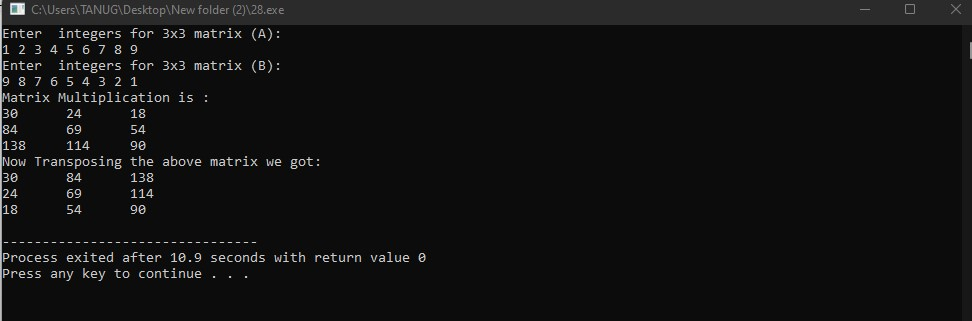 C:\Users\TANUG\Desktop\New folder (2)\28.exe
Enter  integers for 3x3 matrix (A):
1 2 3 4 5 6 7 8 9
Enter  integers for 3x3 matrix (B):
9 8 7 6 5 4 3 2 1
Matrix Multiplication is :
30      24      18
84      69      54
138     114     90
Now Transposing the above matrix we got:
30      84      138
24      69      114
18      54      90
--------------------------------
Process exited after 10.9 seconds with return value 0
Press any key to continue . . .